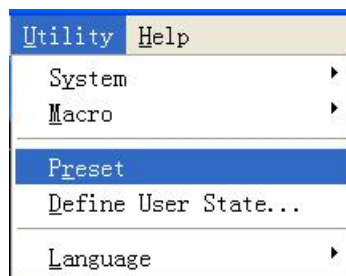 Utility Help
System
Macro
Preset
Define User State...
Language